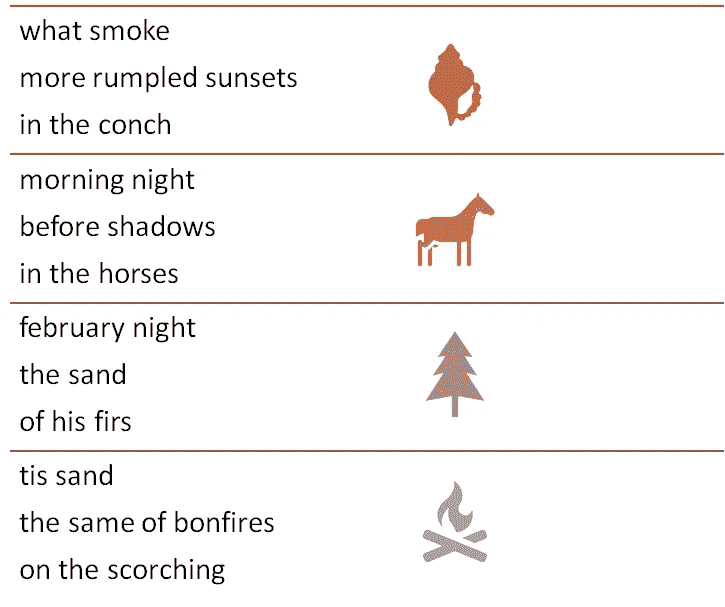 what smoke
more rumpled sunsets
in the conch
morning night
before shadows
in the horses
february night
the sand
of his firs
tis sand
the same of bonfires
on the scorching